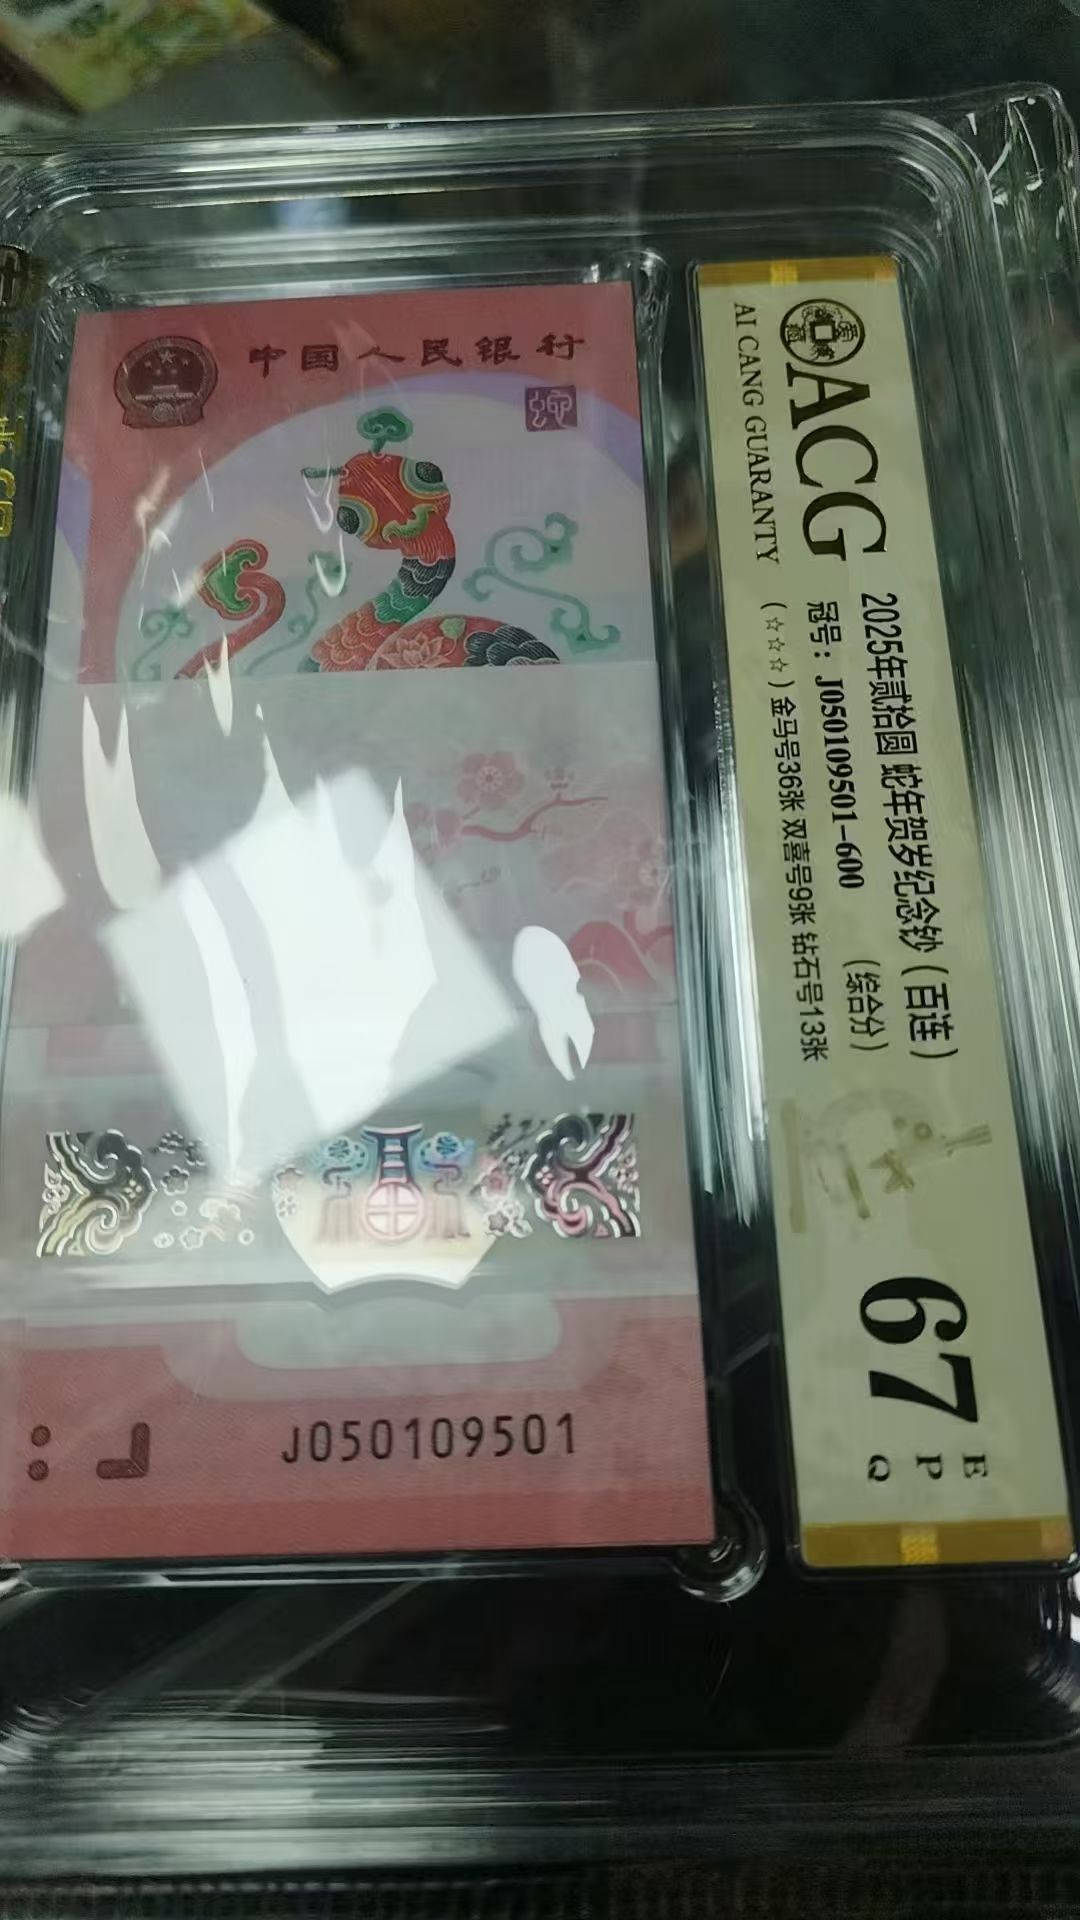 中国人民银行
J050109501
ACG
AI CANG GUARANTY
2025年贰拾圆 蛇年贺岁纪念钞（百连）
冠号：J050109501-600 （综合分）
（☆☆☆）金马号36张 双喜号9张 钻石号13张
67
E
P
Q